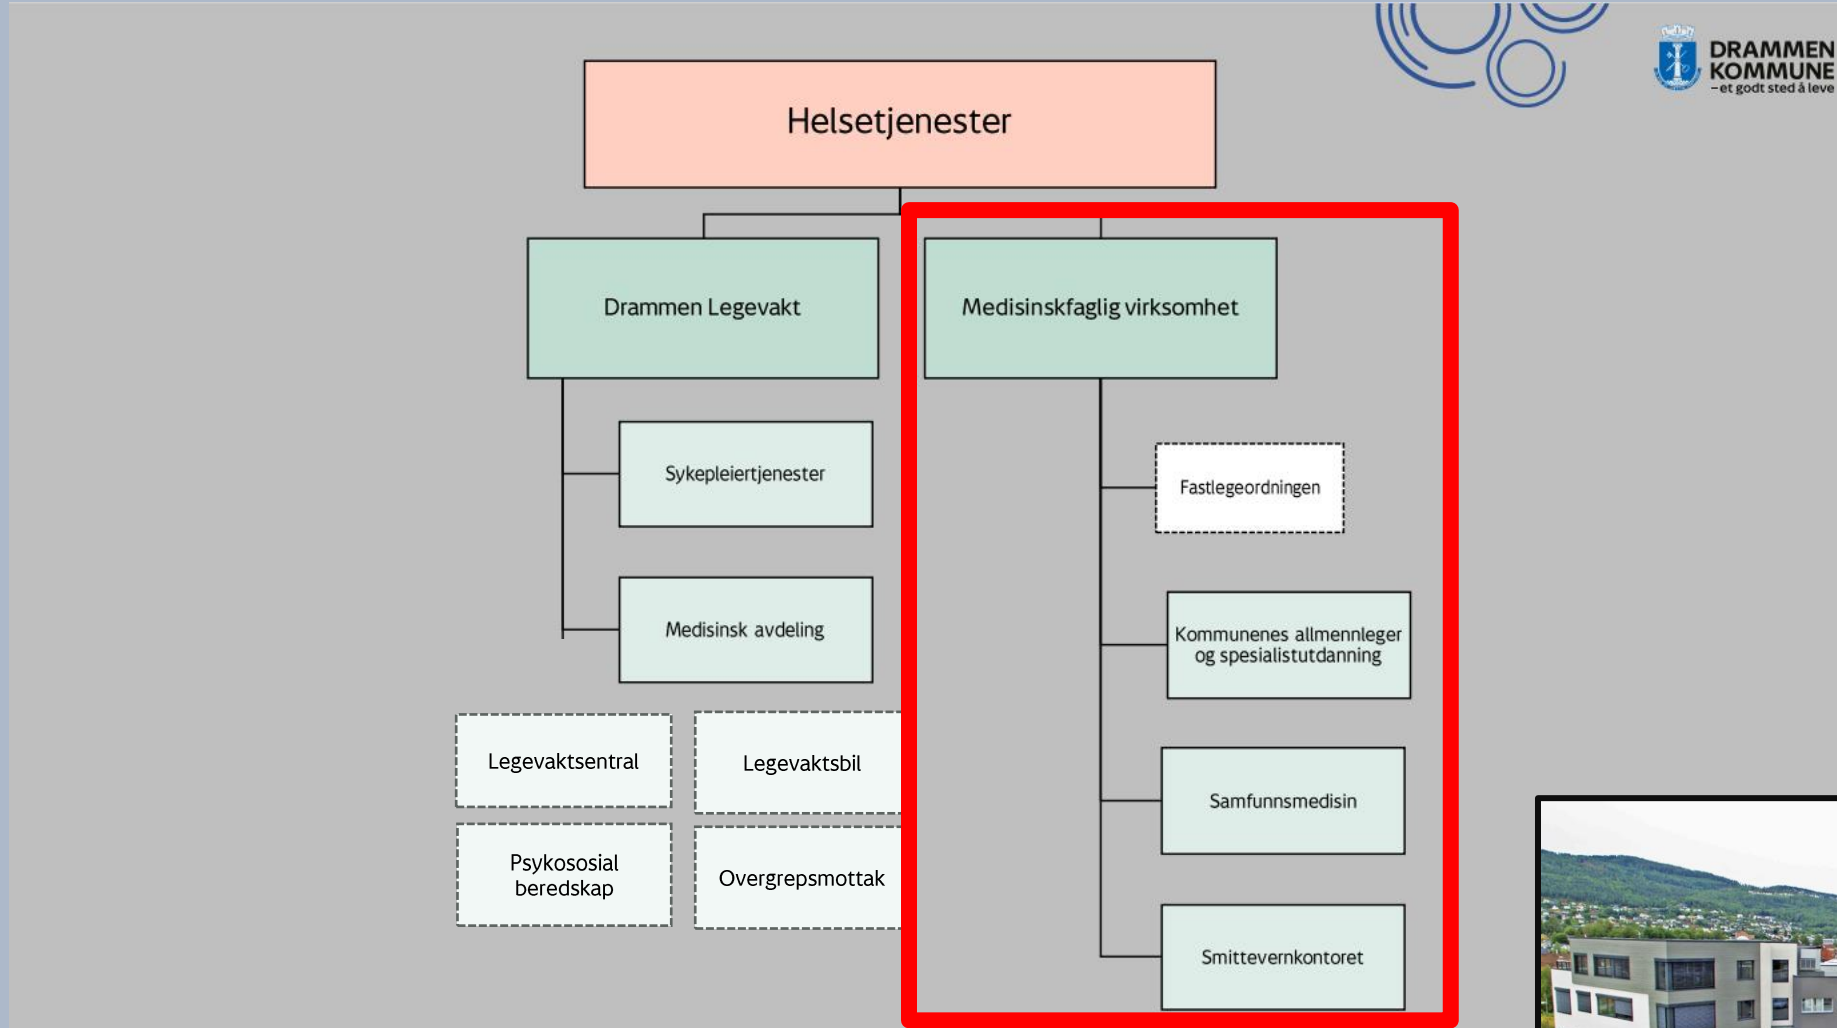 DRAMMEN
KOMMUNE
– et godt sted å leve
Helsetjenester
Drammen Legevakt
Medisinskfaglig virksomhet
Sykepleiertjenester
Fastlegeordningen
Medisinsk avdeling
Kommunenes allmennleger
og spesialistutdanning
Legevaktsentral
Legevaktsbil
Samfunnsmedisin
Psykososial
beredskap
Overgrepsmottak
Smittevernkontoret